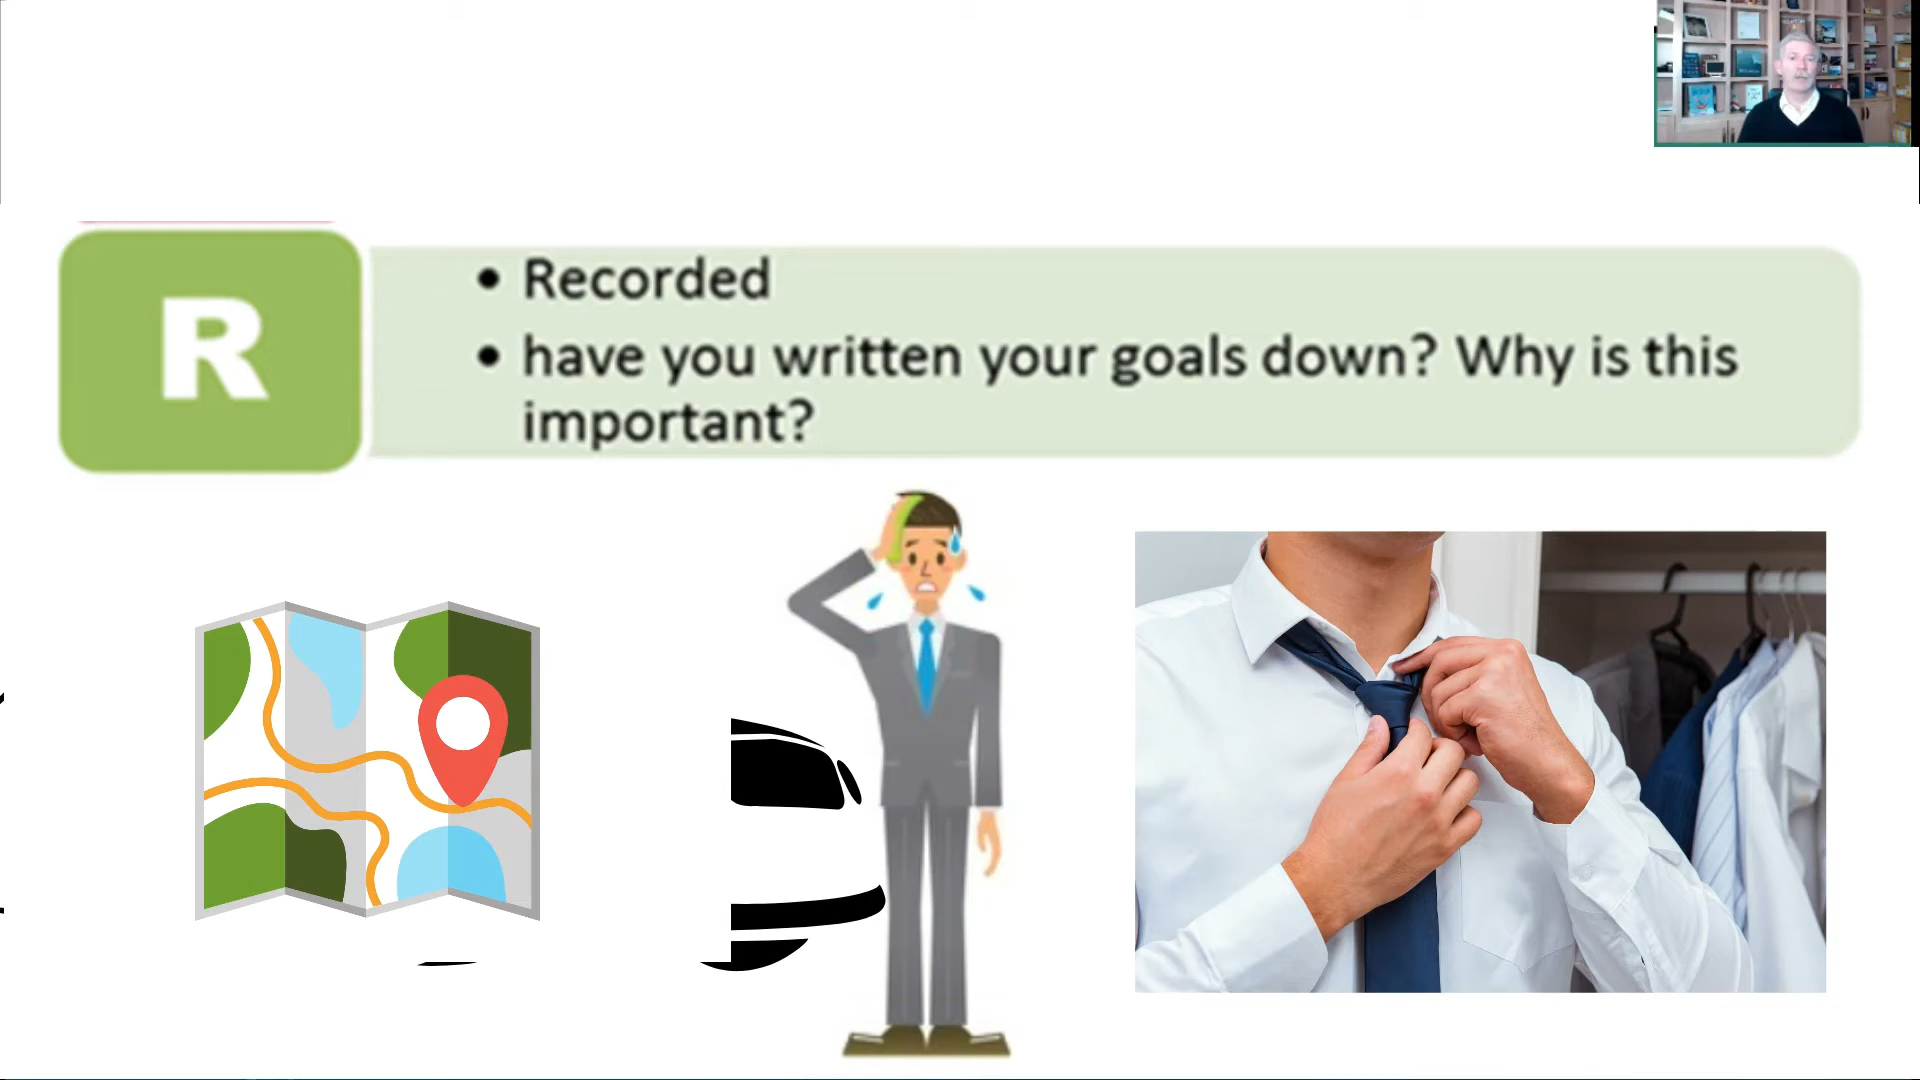 R
Recorded
have you written your goals down? Why is this
important?